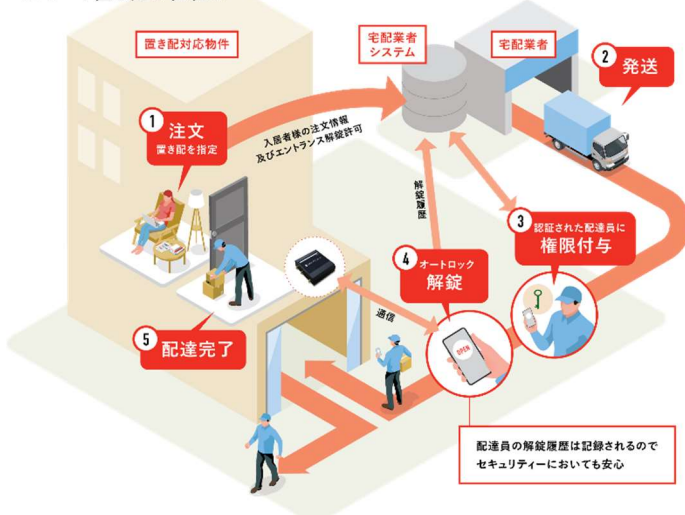 置き配対応物件
宅配業者
システム
宅配業者
2
発送
1
注文
置き配を指定
入居者様の注文情報
及びエントランス解錠許可
解錠履歴
3
認証された配達員に
権限付与
4
オートロック
解錠
通信
OPEN
5
配達完了
配達員の解錠履歴は記録されるので
セキュリティーにおいても安心